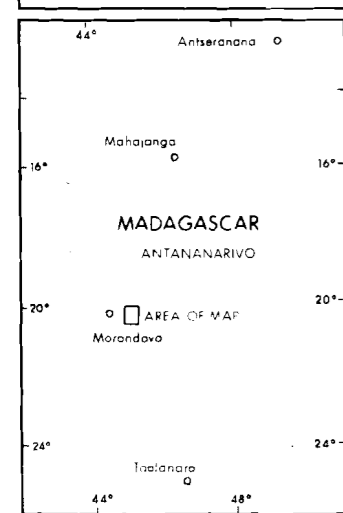 44°
Antseranana
Mahajanga
16° 16°
MADAGASCAR
ANTANANARIVO
20° 20°
AREA OF MAP
Morondava
24° 24°
Taolanaro
44° 48°